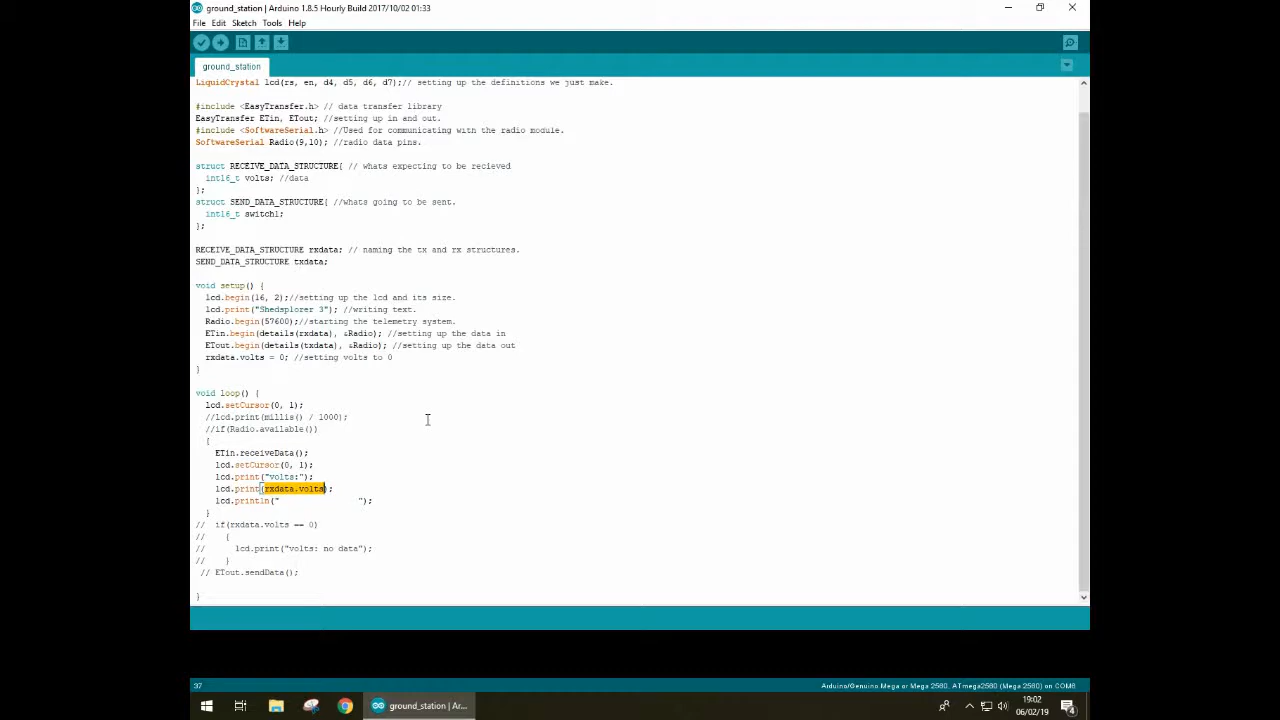 ground_station | Arduino 1.8.5 Hourly Build 2017/10/02 01:33
File Edit Sketch Tools Help
ground_station
LiquidCrystal lcd(rs, en, d4, d5, d6, d7);// setting up the definitions we just make.
#include <EasyTransfer.h> // data transfer library
EasyTransfer ETin, ETout; //setting up in and out.
#include <SoftwareSerial.h> //Used for communicating with the radio module.
SoftwareSerial Radio(9,10); //radio data pins.
struct RECEIVE_DATA_STRUCTURE{ // whats expecting to be recieved
int16_t volts; //data
};
struct SEND_DATA_STRUCTURE{ //whats going to be sent.
int16_t switch1;
};
RECEIVE_DATA_STRUCTURE rxdata; // naming the tx and rx structures.
SEND_DATA_STRUCTURE txdata;
void setup() {
lcd.begin(16, 2);//setting up the lcd and its size.
lcd.print("Shedsplorer 3"); //writing text.
Radio.begin(57600);//starting the telemetry system.
ETin.begin(details(rxdata), &Radio); //setting up the data in
ETout.begin(details(txdata), &Radio); //setting up the data out
rxdata.volts = 0; //setting volts to 0
}
void loop() {
lcd.setCursor(0, 1);
//lcd.print(millis() / 1000);
//if(Radio.available())
{
ETin.receiveData();
lcd.setCursor(0, 1);
lcd.print("volts:");
lcd.print(rxdata.volts);
lcd.println("                ");
}
// if(rxdata.volts == 0)
// {
// lcd.print("volts: no data");
// }
// ETout.sendData();
}
37 Arduino/Genuino Mega or Mega 2560, ATmega2560 (Mega 2560) on COM6
ground_station | Ar...
19:02
06/02/19
4